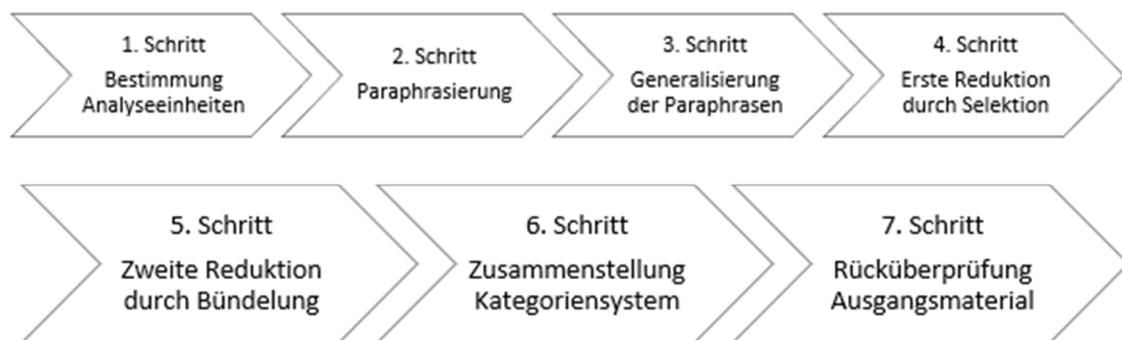 1. Schritt
Bestimmung
Analyseeinheiten
2. Schritt
Paraphrasierung
3. Schritt
Generalisierung
der Paraphrasen
4. Schritt
Erste Reduktion
durch Selektion
5. Schritt
Zweite Reduktion
durch Bündelung
6. Schritt
Zusammenstellung
Kategoriensystem
7. Schritt
Rücküberprüfung
Ausgangsmaterial